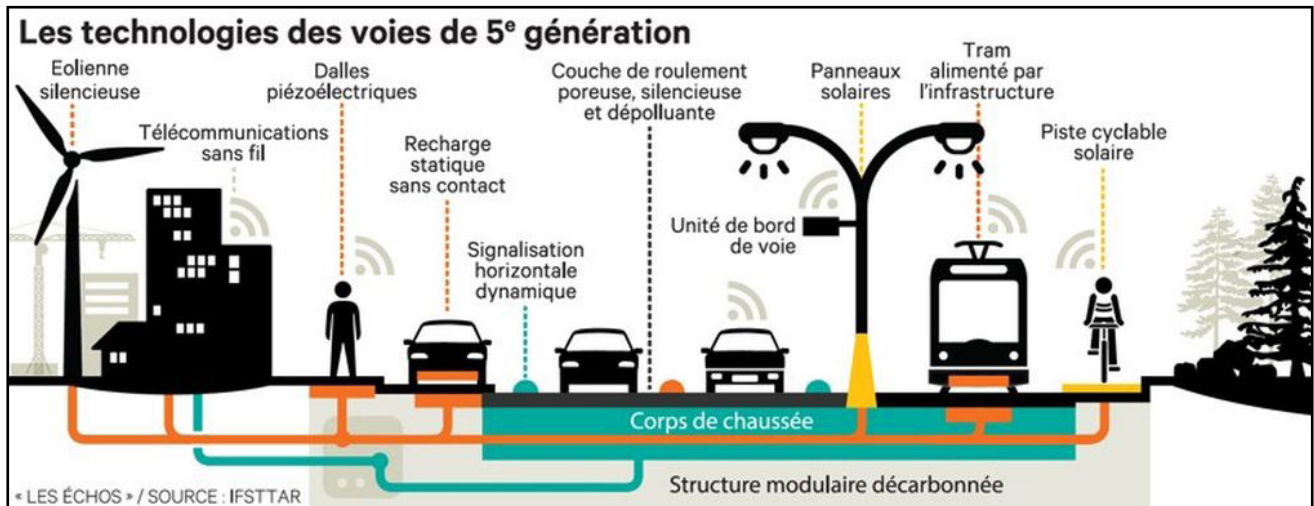 Les technologies des voies de 5e génération
Eolienne
silencieuse
Télécommunications
sans fil
Dalles
piézoélectriques
Recharge
statique
sans contact
Signalisation
horizontale
dynamique
Couche de roulement
poreuse, silencieuse
et dépolluante
Panneaux
solaires
Unité de bord
de voie
Tram
alimenté par
l'infrastructure
Piste cyclable
solaire
Corps de chaussée
Structure modulaire décarbonnée
« LES ÉCHOS » / SOURCE : IFSTTAR